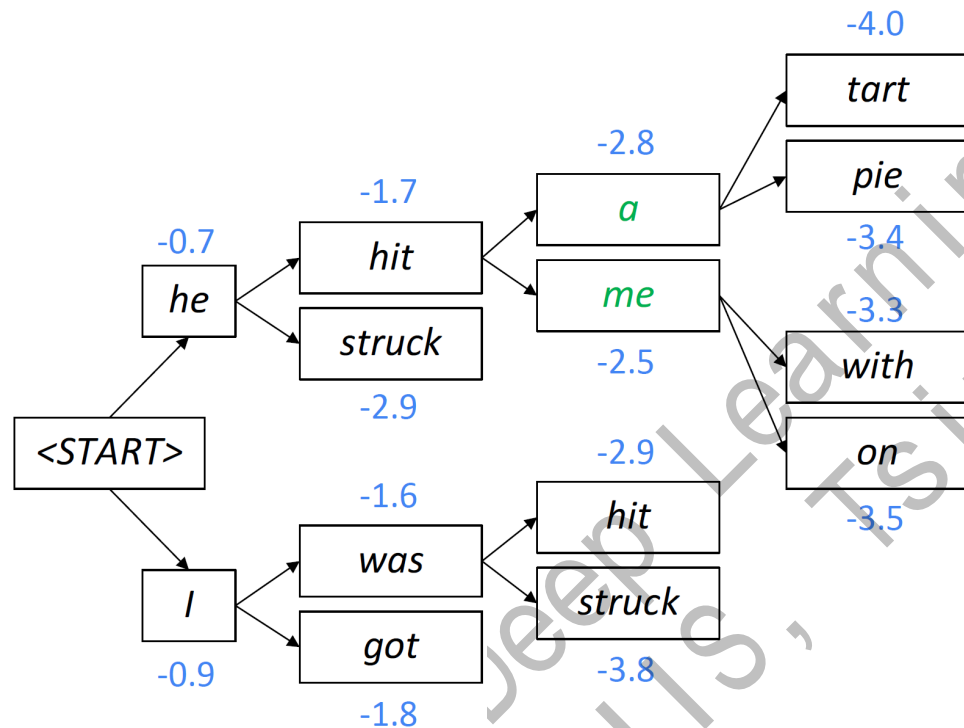 -4.0
tart
-2.8
pie
-1.7
a
-3.4
-0.7
hit
he
me
-3.3
struck
-2.5
with
-2.9
<START>
-2.9
on
-1.6
hit
-3.5
was
I
struck
got
-0.9
-3.8
-1.8
Deep Learnin